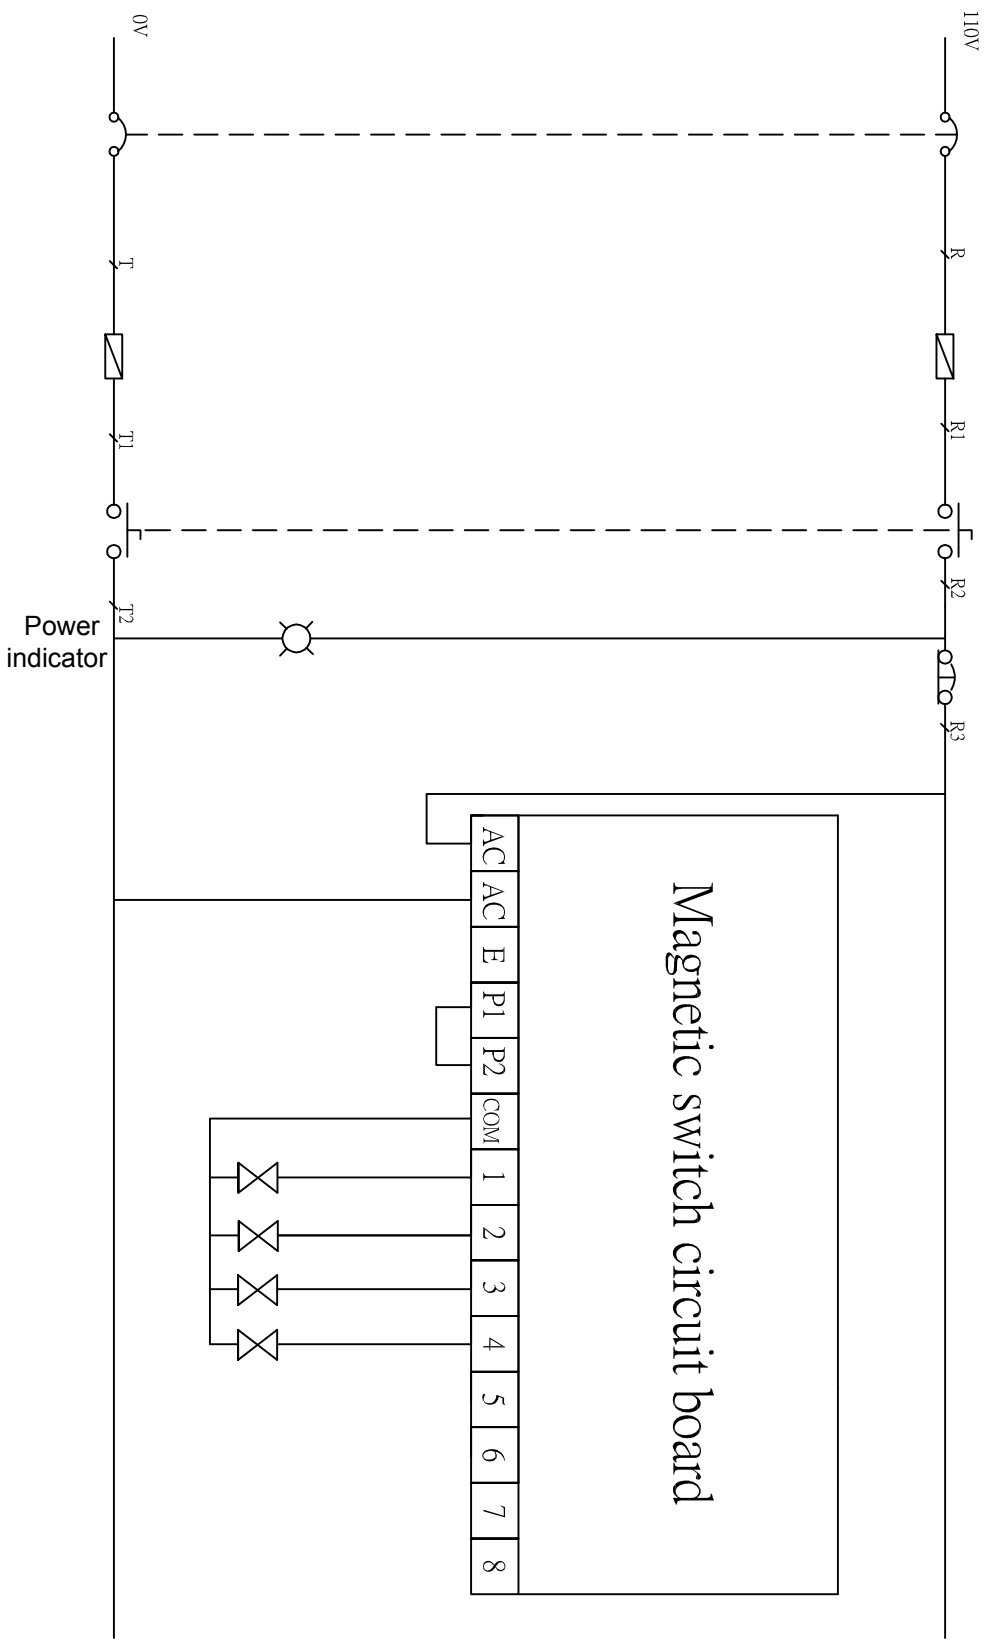 0V
110V
T
R
T1
R1
T2
R2
Power
indicator
R3
Magnetic switch circuit board
AC
AC
E
P1
P2
COM
1
2
3
4
5
6
7
8